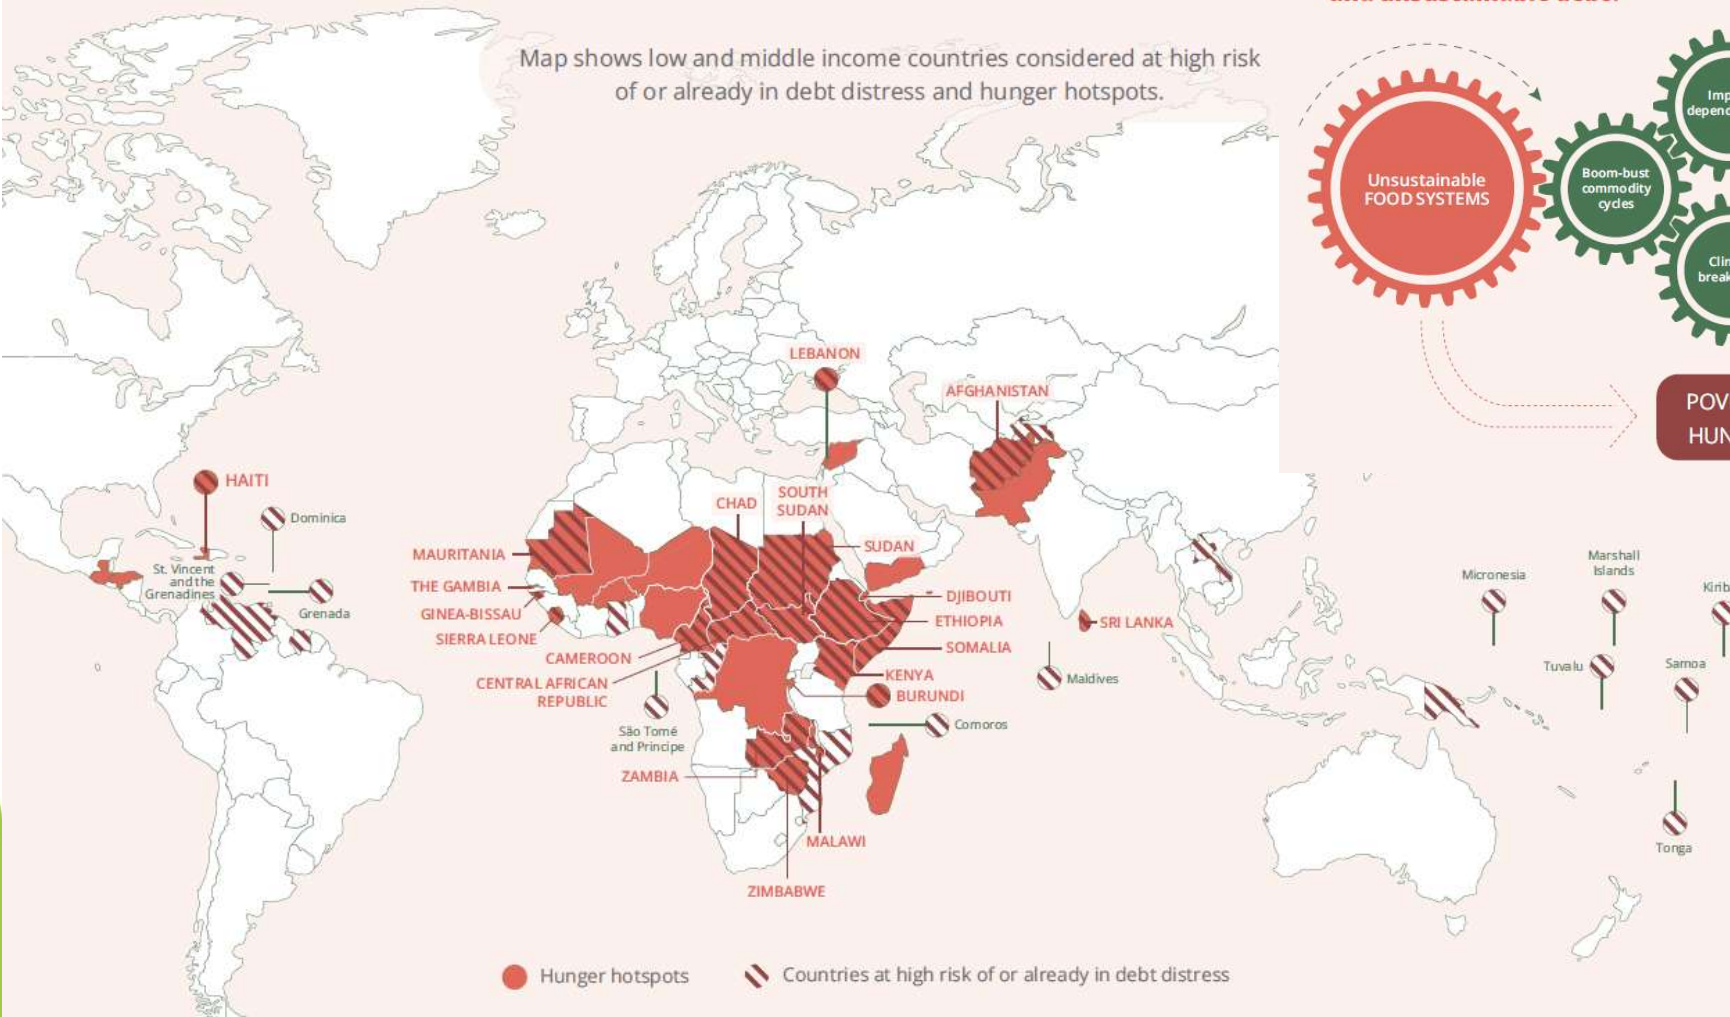 Map shows low and middle income countries considered at high risk
of or already in debt distress and hunger hotspots.
Unsustainable
FOOD SYSTEMS
Boom-bust
commodity
cycles
LEBANON
AFGHANISTAN
POV
HUN
HAITI
Dominica
St. Vincent
and the
Grenadines
Grenada
CHAD
SOUTH
SUDAN
SUDAN
MAURITANIA
THE GAMBIA
GINEA-BISSAU
SIERRA LEONE
CAMEROON
CENTRAL AFRICAN
REPUBLIC
DJIBOUTI
ETHIOPIA
SOMALIA
KENYA
BURUNDI
Comoros
São Tomé
and Principe
ZAMBIA
MALAWI
ZIMBABWE
SRI LANKA
Maldives
Micronesia
Marshall
Islands
Kirib
Tuvalu
Samoa
Tonga
Hunger hotspots
Countries at high risk of or already in debt distress